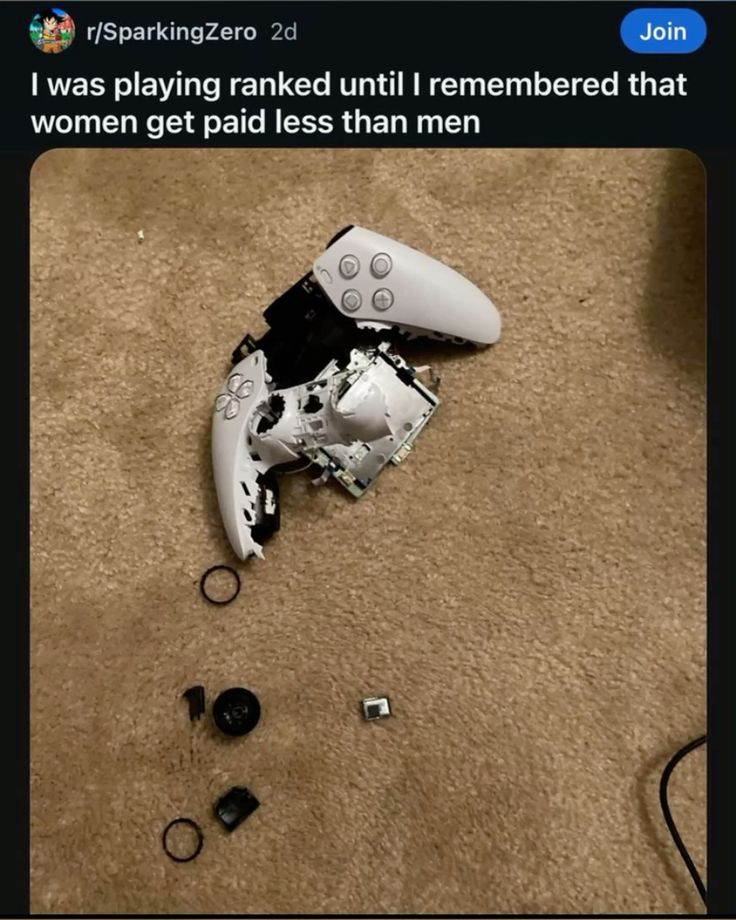 r/SparkingZero 2d
Join
I was playing ranked until I remembered that
women get paid less than men